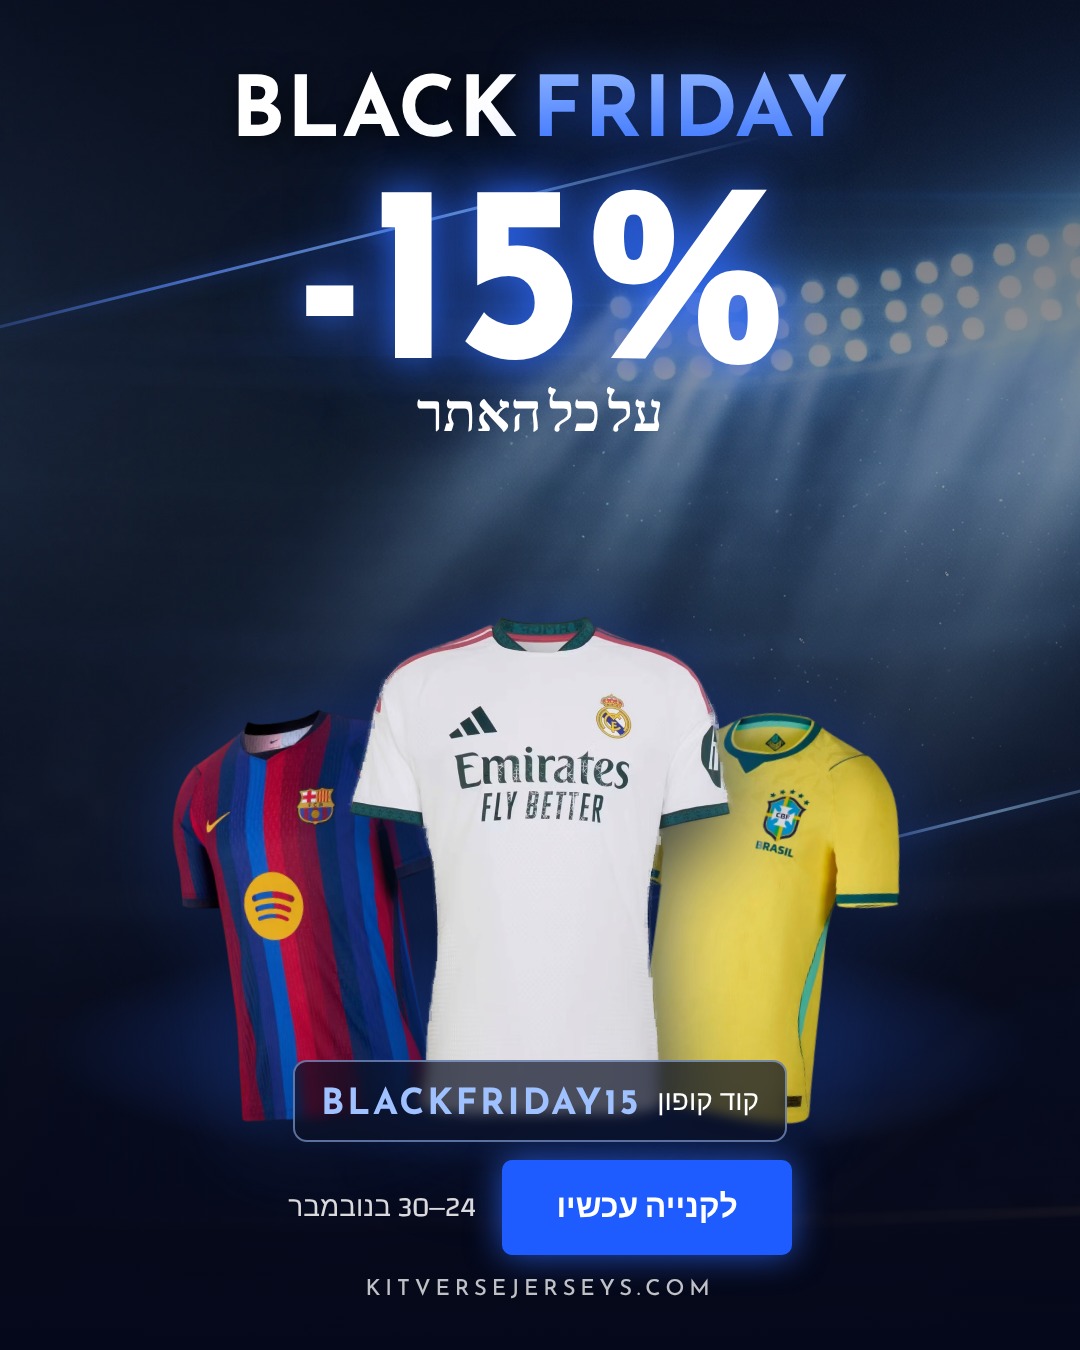 BLACK FRIDAY
-15%
על כל האתר
Emirates
FLY BETTER
CBF
BRASIL
קוד קופון BLACKFRIDAY15
לקנייה עכשיו
24–30 בנובמבר
KITVERSEJERSEYS.COM